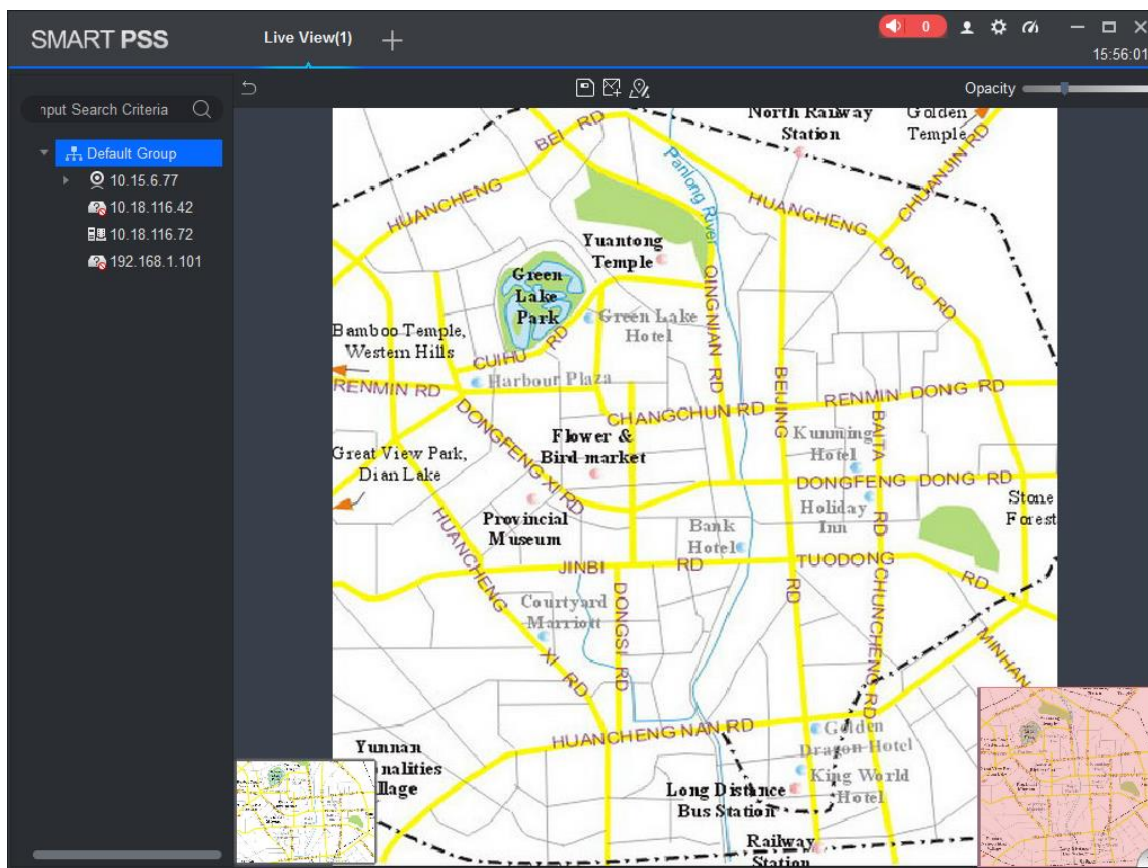 SMART PSS
Live View(1)
0
15:56:01
Opacity
nput Search Criteria
Default Group
10.15.6.77
10.18.116.42
10.18.116.72
192.168.1.101
North Railway
Station
Golden
Temple
BEI RD
HUANCHENG
Panlong River
HUANCHENG DONG RD
CHUANJIN RD
Yuantong
Temple
Green
Lake
Park
QINGNIAN RD
Green Lake
Hotel
Bamboo Temple,
Western Hills
CUIHU RD
Harbour Plaza
RENMIN RD
BEIJING RD
RENMIN DONG RD
CHANGCHUN RD
DONGFENG XI RD
Flower &
Bird market
Kunming
Hotel
BAITA RD
Great View Park,
Dian Lake
DONGFENG DONG RD
Stone
Forest
Provincial
Museum
Bank
Hotel
Holiday
Inn
HUANCHENG XI RD
JINBI RD
TUODONG RD
Courtyard
Marriott
DONGSI RD
CHUNCHENG RD
MINHAN
HUANCHENG NAN RD
Golden
Dragon Hotel
Yunnan
onalities
illage
King World
Hotel
Long Distance
Bus Station
Railway
Station